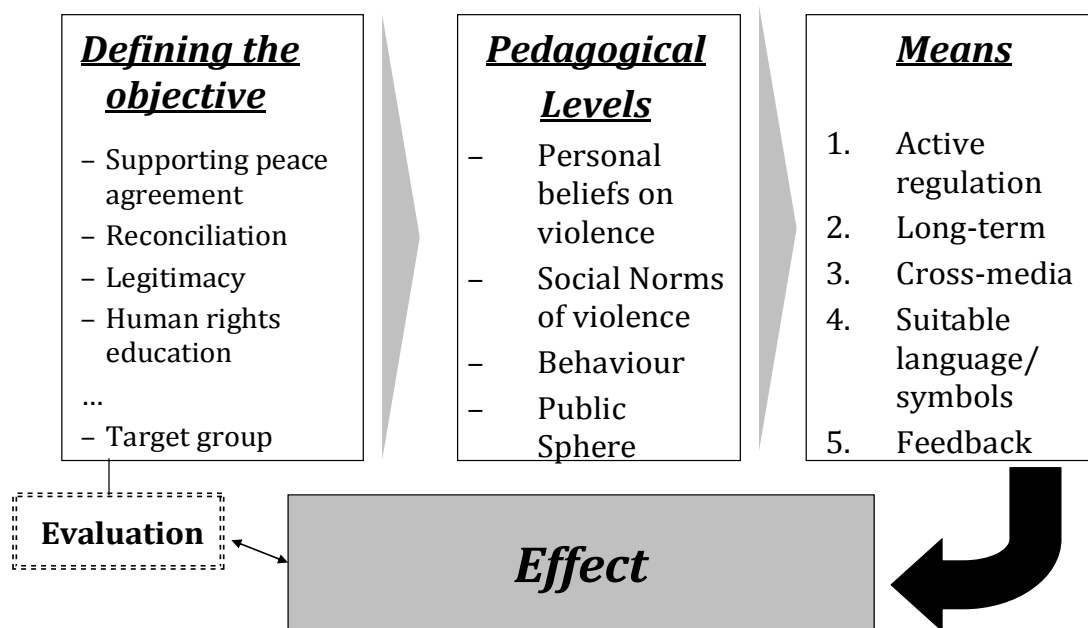 Defining the
objective
– Supporting peace
agreement
– Reconciliation
– Legitimacy
– Human rights
education
…
– Target group
Pedagogical
Levels
– Personal
beliefs on
violence
– Social Norms
of violence
– Behaviour
– Public
Sphere
Means
1. Active
regulation
2. Long-term
3. Cross-media
4. Suitable
language/
symbols
5. Feedback
Evaluation
Effect